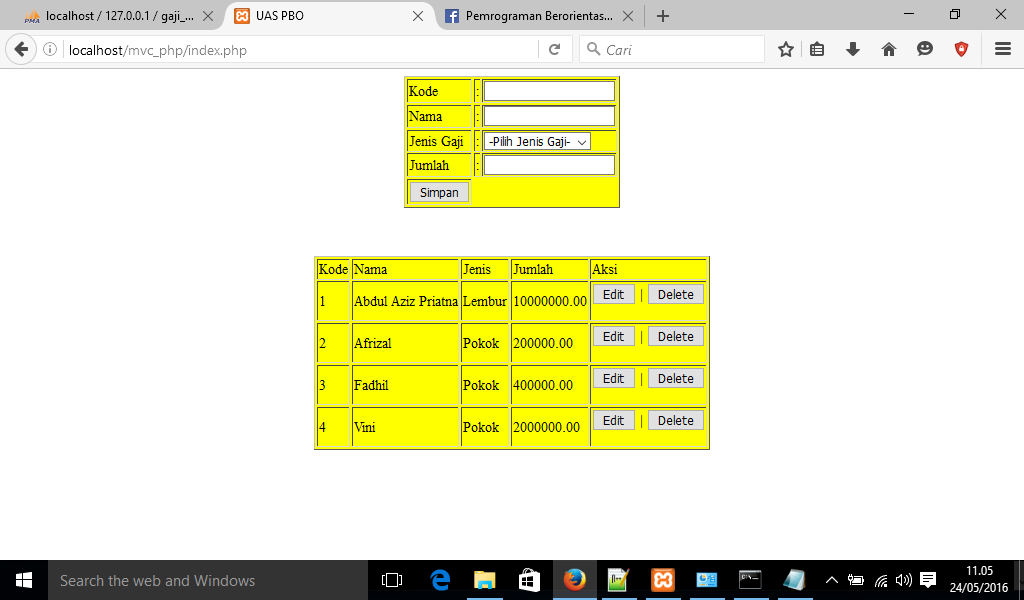 localhost / 127.0.0.1 / gaji_... UAS PBO Pemrograman Berorientas...
localhost/mvc_php/index.php Cari
Kode :
Nama :
Jenis Gaji : -Pilih Jenis Gaji-
Jumlah :
Simpan
Kode Nama Jenis Jumlah Aksi
1 Abdul Aziz Priatna Lembur 10000000.00 Edit | Delete
2 Afrizal Pokok 200000.00 Edit | Delete
3 Fadhil Pokok 400000.00 Edit | Delete
4 Vini Pokok 2000000.00 Edit | Delete
Search the web and Windows
11.05
24/05/2016